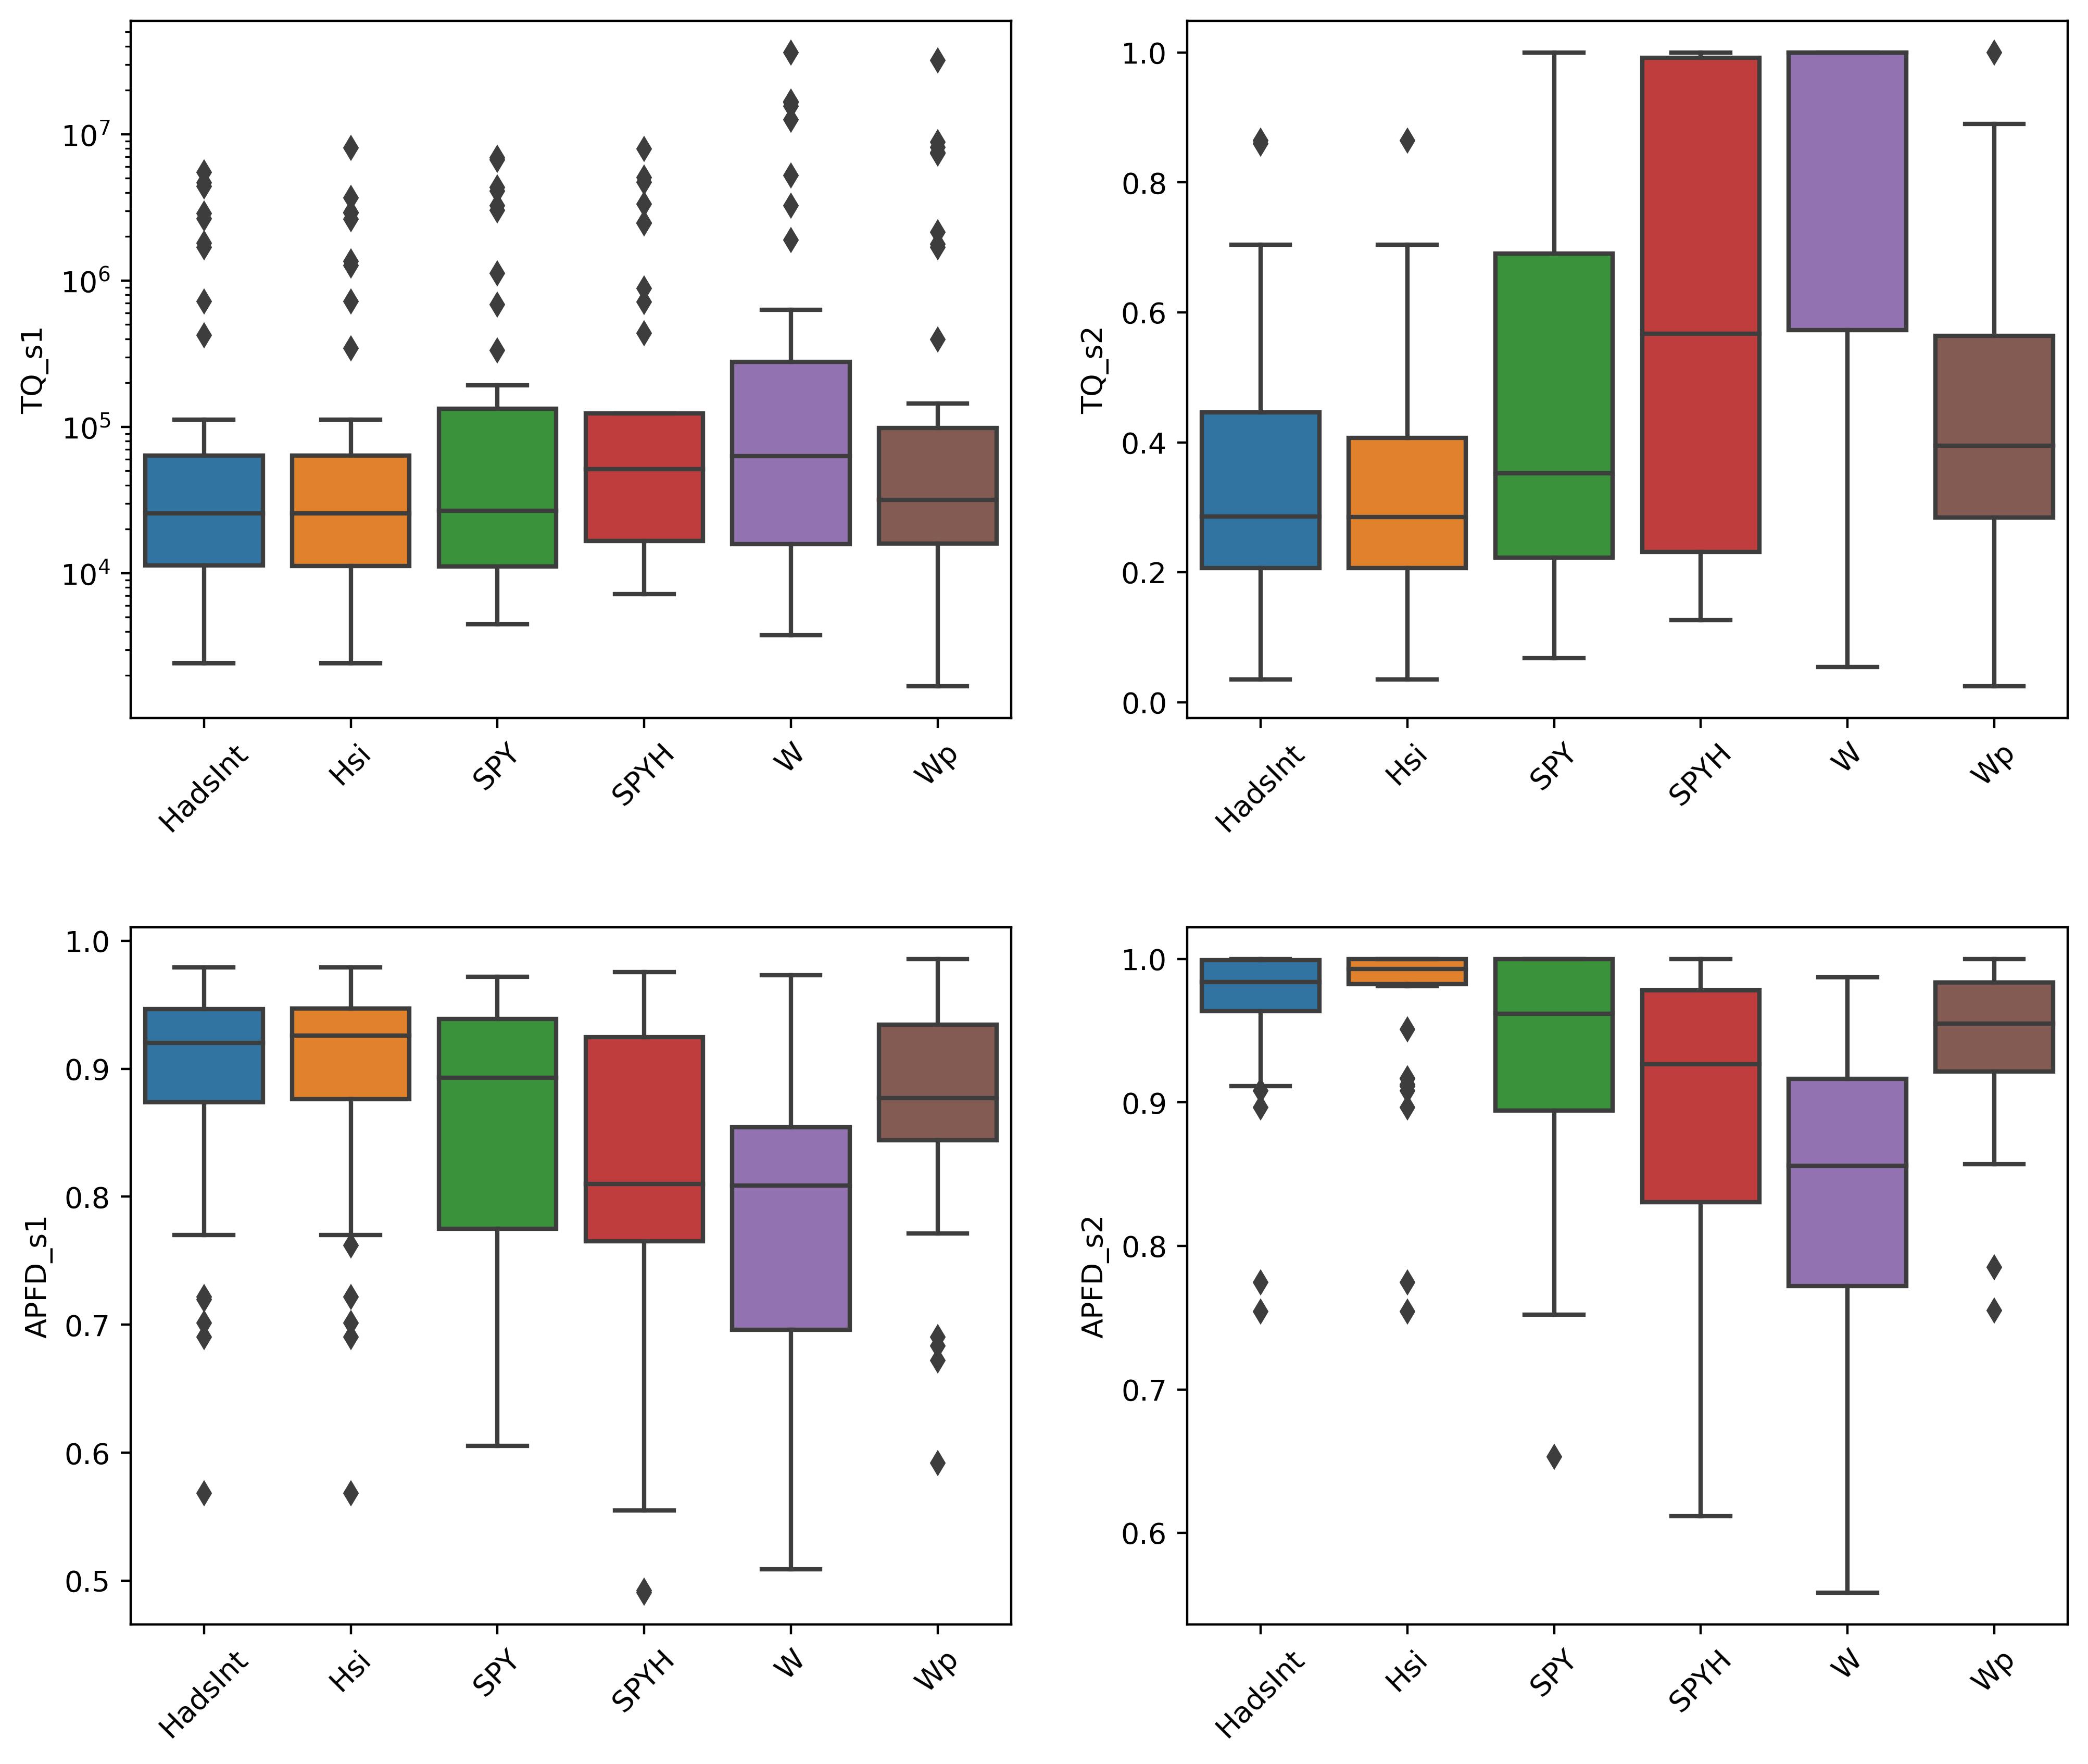 TQ_s1
10^7
10^6
10^5
10^4
HadsInt
Hsi
SPY
SPYH
W
Wp
TQ_s2
1.0
0.8
0.6
0.4
0.2
0.0
HadsInt
Hsi
SPY
SPYH
W
Wp
APFD_s1
1.0
0.9
0.8
0.7
0.6
0.5
HadsInt
Hsi
SPY
SPYH
W
Wp
APFD_s2
1.0
0.9
0.8
0.7
0.6
HadsInt
Hsi
SPY
SPYH
W
Wp